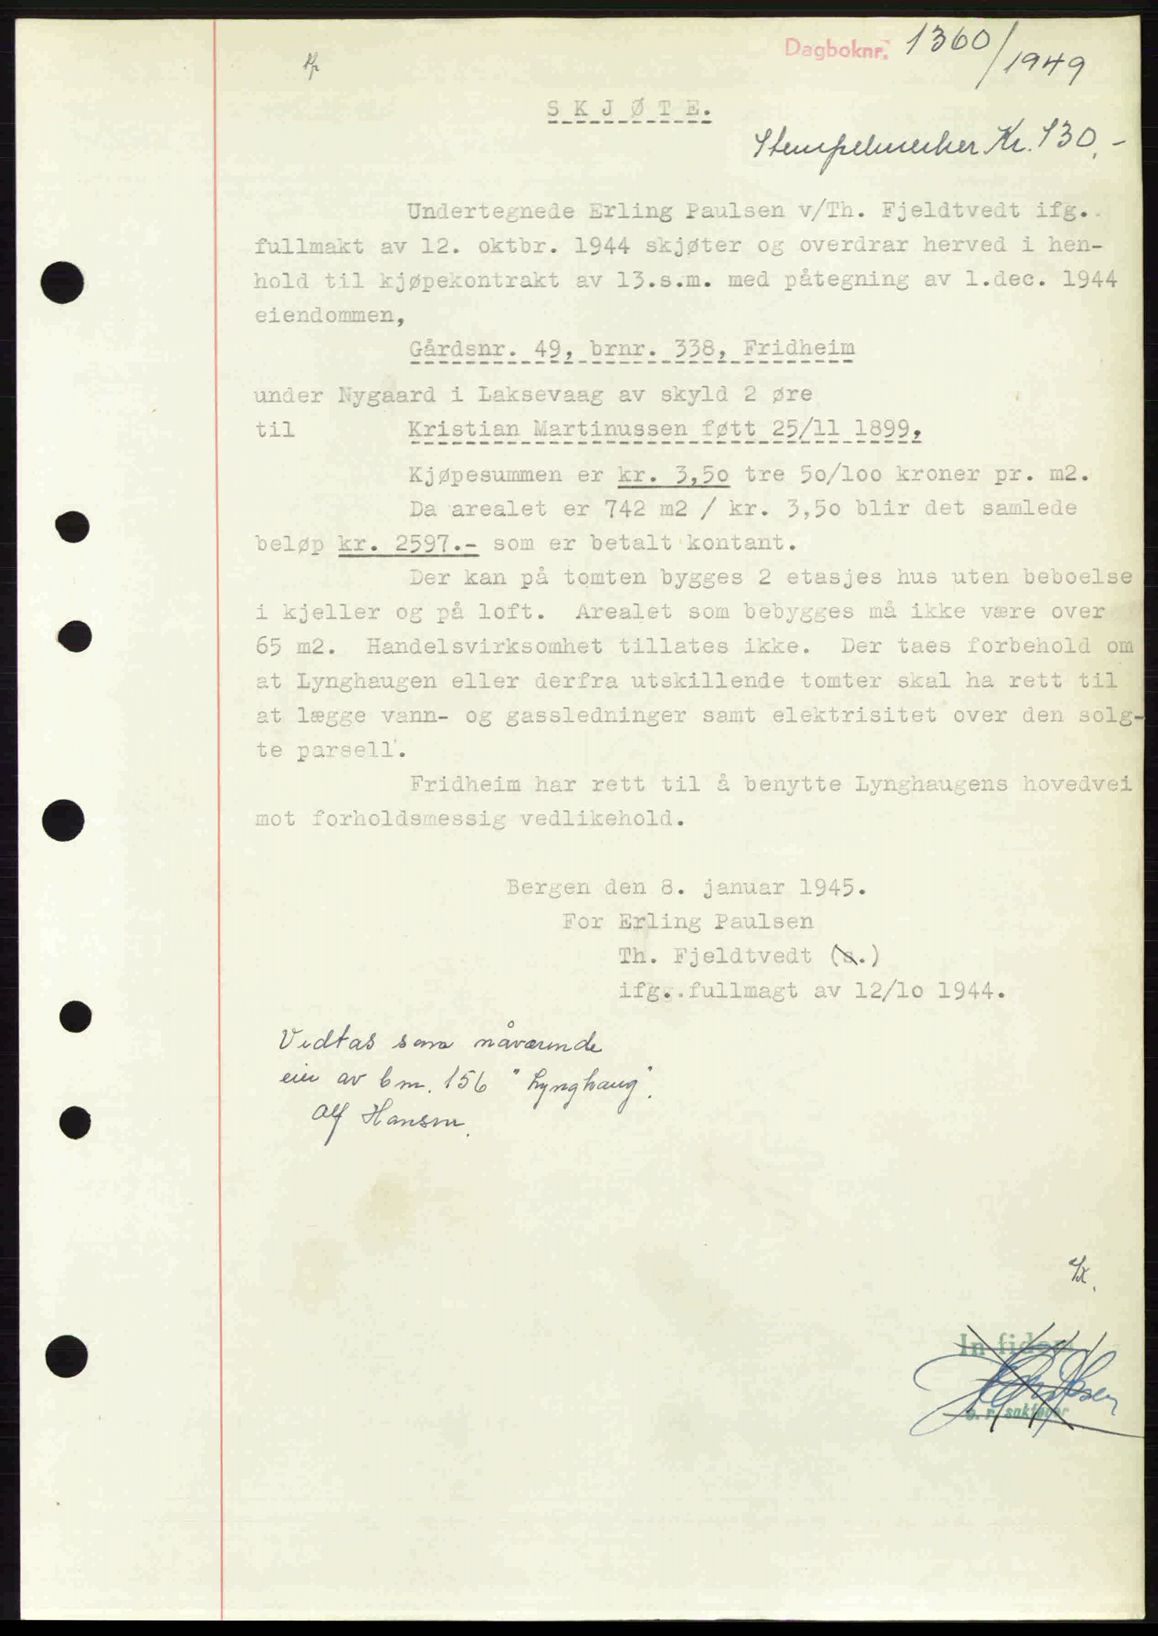 Dagboknr. 1360/1949
SKJØTE.
Stempelmerker Kr. 130.-
Undertegnede Erling Paulsen v/Th. Fjeldtvedt ifg.
fullmakt av 12. oktbr. 1944 skjøter og overdrar herved i hen-
hold til kjøpekontrakt av 13.s.m. med påtegning av 1.dec. 1944
eiendommen,
Gårdsnr. 49, brnr. 338, Fridheim
under Nygaard i Laksevaag av skyld 2 øre
til Kristian Martinussen født 25/11 1899,
Kjøpesummen er kr. 3,5o tre 5o/1oo kroner pr. m2.
Da arealet er 742 m2 / kr. 3,5o blir det samlede
beløp kr. 2597.- som er betalt kontant.
Der kan på tomten bygges 2 etasjes hus uten beboelse
i kjeller og på loft. Arealet som bebygges må ikke være over
65 m2. Handelsvirksomhet tillates ikke. Der taes forbehold om
at Lynghaugen eller derfra utskillende tomter skal ha rett til
at lægge vann- og gassledninger samt elektrisitet over den solg-
te parsell.
Fridheim har rett til å benytte Lynghaugens hovedvei
mot forholdsmessig vedlikehold.
Bergen den 8. januar 1945.
For Erling Paulsen
Th. Fjeldtvedt (s.)
ifg. fullmagt av 12/1o 1944.
Vedtas som nåværende
eier av bnr. 156 "Lynghaug".
Alf Hansen.
In fidem
o. r. sakfører